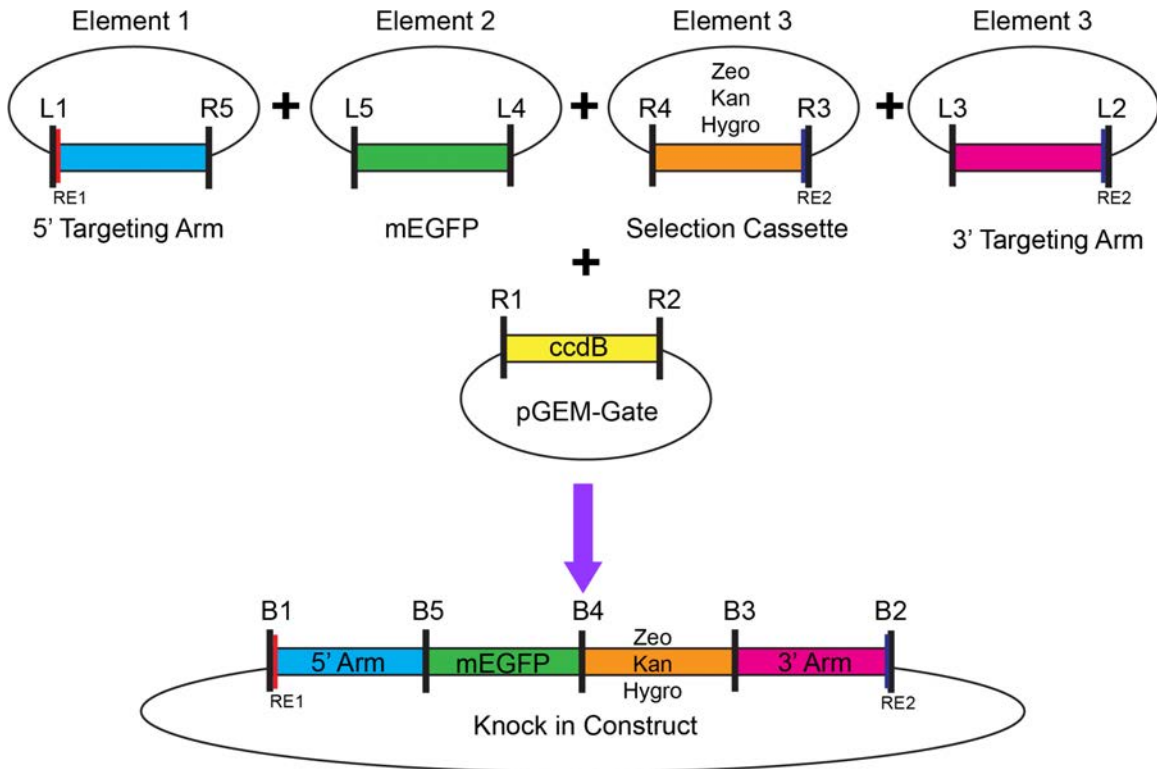 Element 1
Element 2
Element 3
Element 3
+
+
+
L1
R5
L5
L4
R4
Zeo
Kan
Hygro
R3
L3
L2
RE1
RE2
RE2
5’ Targeting Arm
mEGFP
Selection Cassette
3’ Targeting Arm
+
R1
R2
ccdB
pGEM-Gate
B1
B5
B4
B3
B2
5’ Arm
mEGFP
Zeo
Kan
Hygro
3’ Arm
RE1
RE2
Knock in Construct